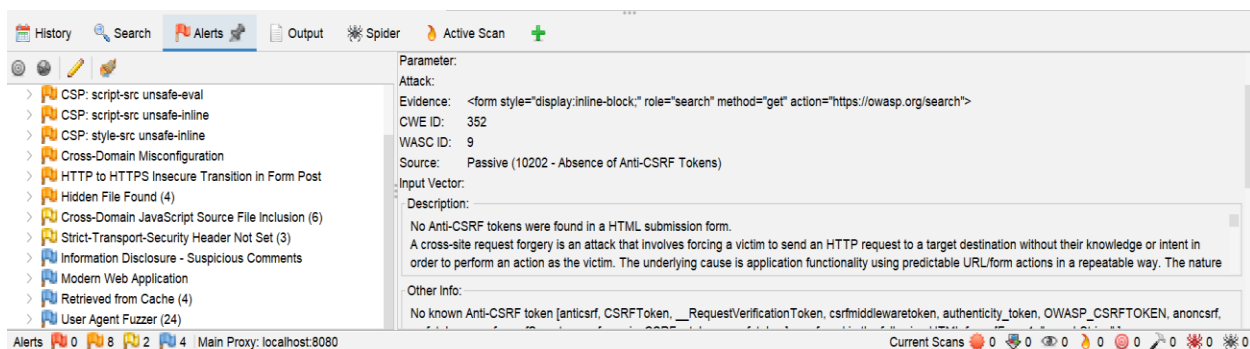 History Search Alerts Output Spider Active Scan
CSP: script-src unsafe-eval
CSP: script-src unsafe-inline
CSP: style-src unsafe-inline
Cross-Domain Misconfiguration
HTTP to HTTPS Insecure Transition in Form Post
Hidden File Found (4)
Cross-Domain JavaScript Source File Inclusion (6)
Strict-Transport-Security Header Not Set (3)
Information Disclosure - Suspicious Comments
Modern Web Application
Retrieved from Cache (4)
User Agent Fuzzer (24)
Parameter:
Attack:
Evidence: <form style="display:inline-block;" role="search" method="get" action="https://owasp.org/search">
CWE ID: 352
WASC ID: 9
Source: Passive (10202 - Absence of Anti-CSRF Tokens)
Input Vector:
Description:
No Anti-CSRF tokens were found in a HTML submission form.
A cross-site request forgery is an attack that involves forcing a victim to send an HTTP request to a target destination without their knowledge or intent in
order to perform an action as the victim. The underlying cause is application functionality using predictable URL/form actions in a repeatable way. The nature
Other Info:
No known Anti-CSRF token [anticsrf, CSRFToken, __RequestVerificationToken, csrfmiddlewaretoken, authenticity_token, OWASP_CSRFTOKEN, anoncsrf,
Alerts 0 8 2 4 Main Proxy: localhost:8080
Current Scans 0 0 0 0 0 0 0 0